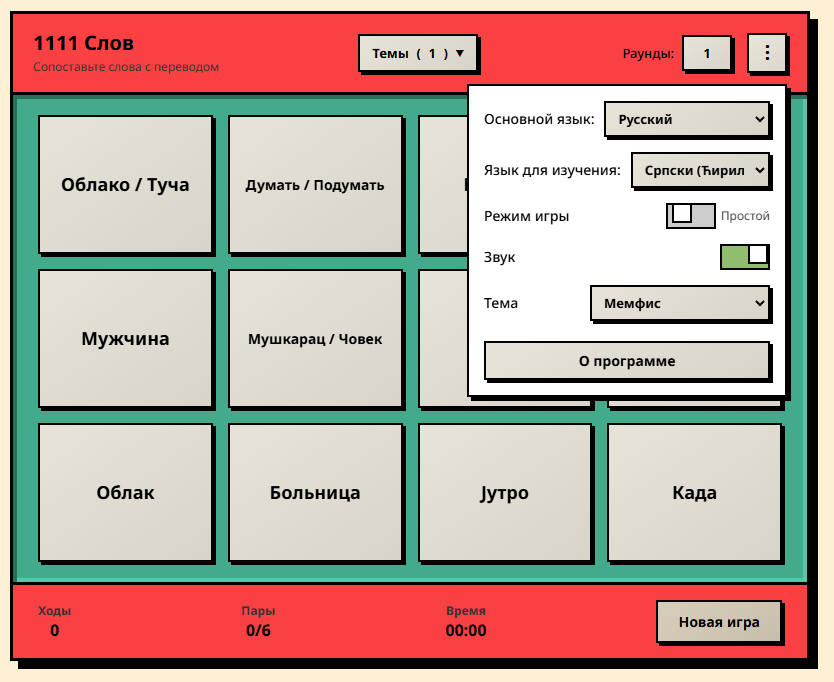 1111 Слов
Сопоставьте слова с переводом
Темы ( 1 ) ▼
Раунды: 1
Основной язык: Русский
Язык для изучения: Српски (Ћирил
Режим игры Простой
Звук
Тема Мемфис
О программе
Облако / Туча
Думать / Подумать
Мужчина
Мушкарац / Човек
Облак
Больница
Јутро
Када
Ходы
0
Пары
0/6
Время
00:00
Новая игра